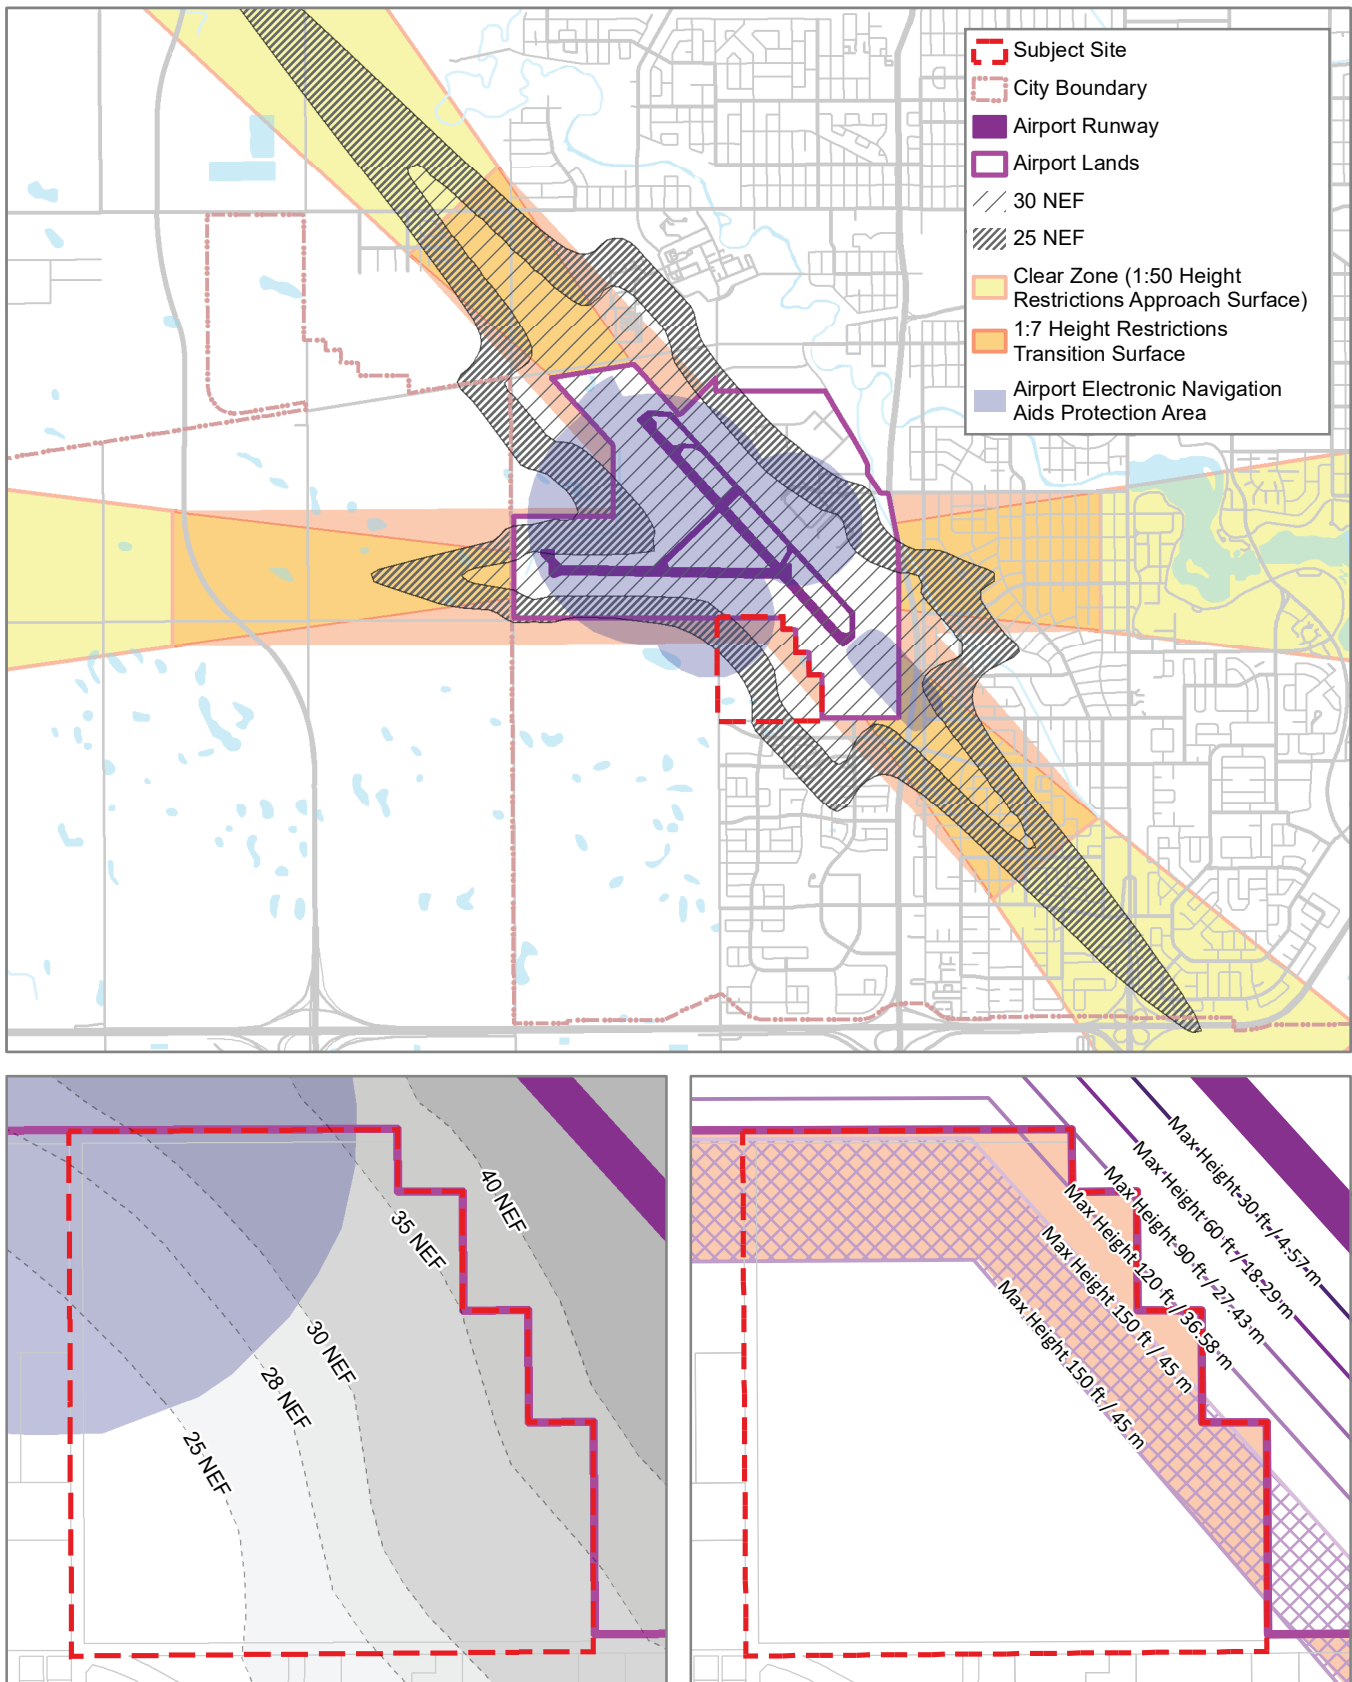 Subject Site
City Boundary
Airport Runway
Airport Lands
30 NEF
25 NEF
Clear Zone (1:50 Height
Restrictions Approach Surface)
1:7 Height Restrictions
Transition Surface
Airport Electronic Navigation
Aids Protection Area
40 NEF
35 NEF
30 NEF
28 NEF
25 NEF
Max Height 30 ft / 4.57 m
Max Height 60 ft / 18.29 m
Max Height 90 ft / 27.43 m
Max Height 120 ft / 36.58 m
Max Height 150 ft / 45 m
Max Height 150 ft / 45 m